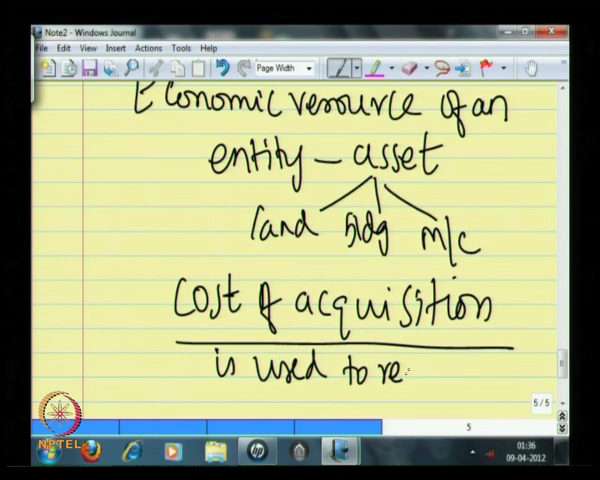 Note2 - Windows Journal
File Edit View Insert Actions Tools Help
Page Width
Economic resource of an
entity - asset
land bldg m/c
Cost of acquisition
is used to re
5/5
5
NPTEL
hp
01:36
09-04-2012